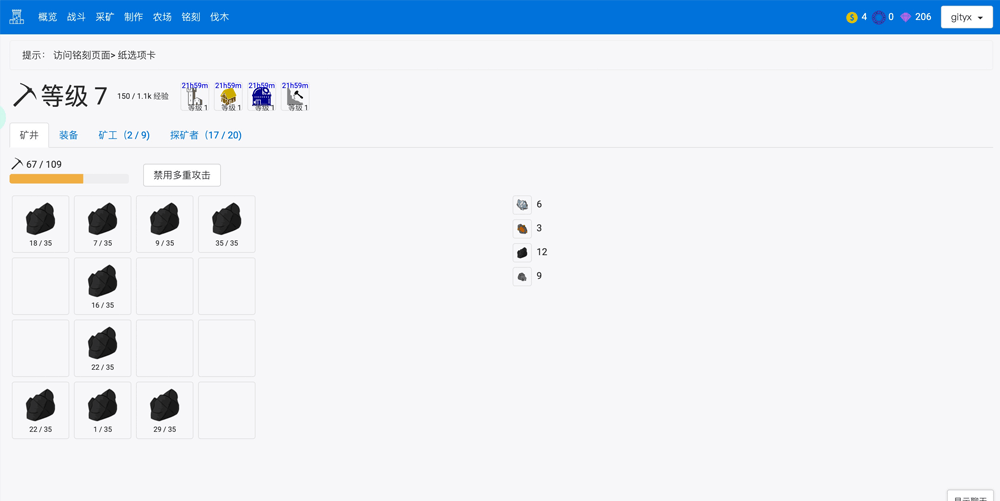 概览 战斗 采矿 制作 农场 铭刻 伐木 4 0 206 gityx
提示： 访问铭刻页面> 纸选项卡
等级 7 150 / 1.1k 经验 21h59m 21h59m 21h59m 21h59m
等级 1 等级 1 等级 1 等级 1
矿井 装备 矿工（2 / 9） 探矿者（17 / 20）
67 / 109
禁用多重攻击
18 / 35 7 / 35 9 / 35 35 / 35
16 / 35
22 / 35
22 / 35 1 / 35 29 / 35
6
3
12
9